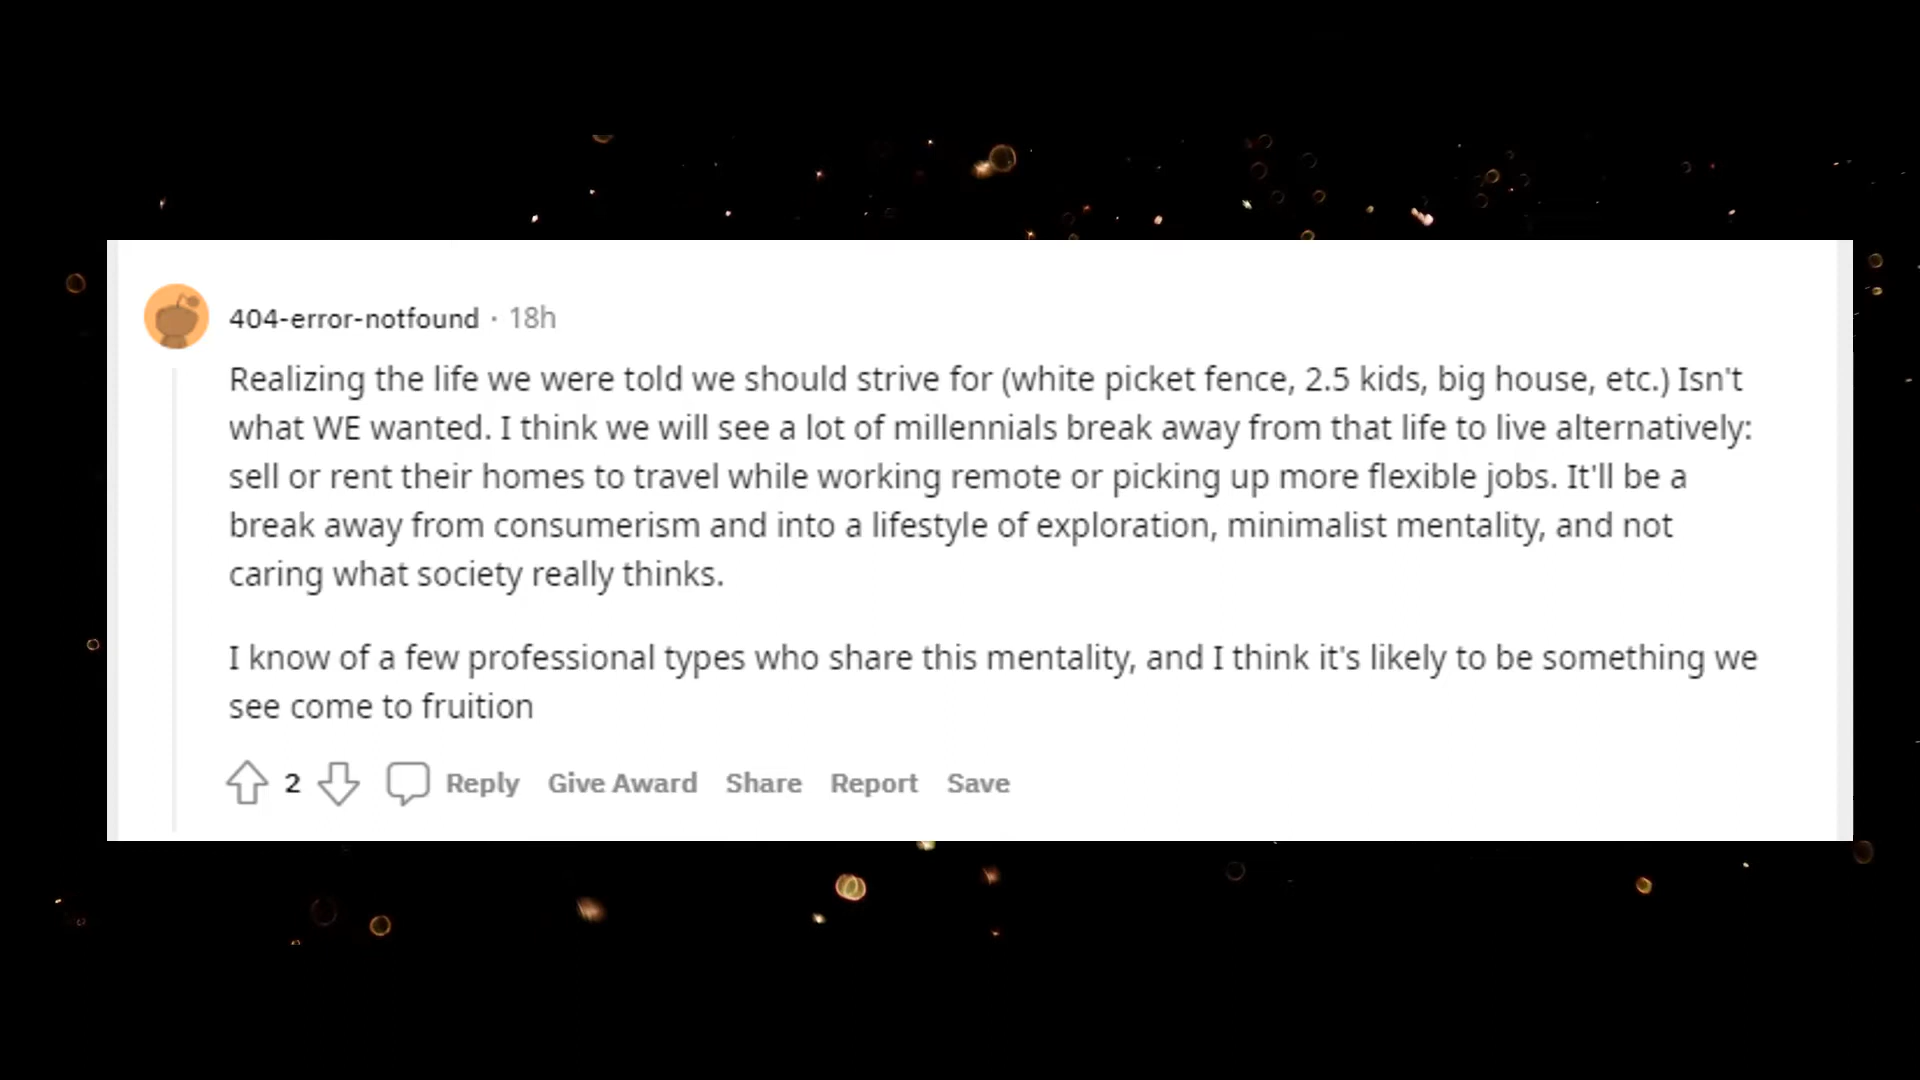 404-error-notfound · 18h
Realizing the life we were told we should strive for (white picket fence, 2.5 kids, big house, etc.) Isn't
what WE wanted. I think we will see a lot of millennials break away from that life to live alternatively:
sell or rent their homes to travel while working remote or picking up more flexible jobs. It'll be a
break away from consumerism and into a lifestyle of exploration, minimalist mentality, and not
caring what society really thinks.
I know of a few professional types who share this mentality, and I think it's likely to be something we
see come to fruition
2 Reply Give Award Share Report Save